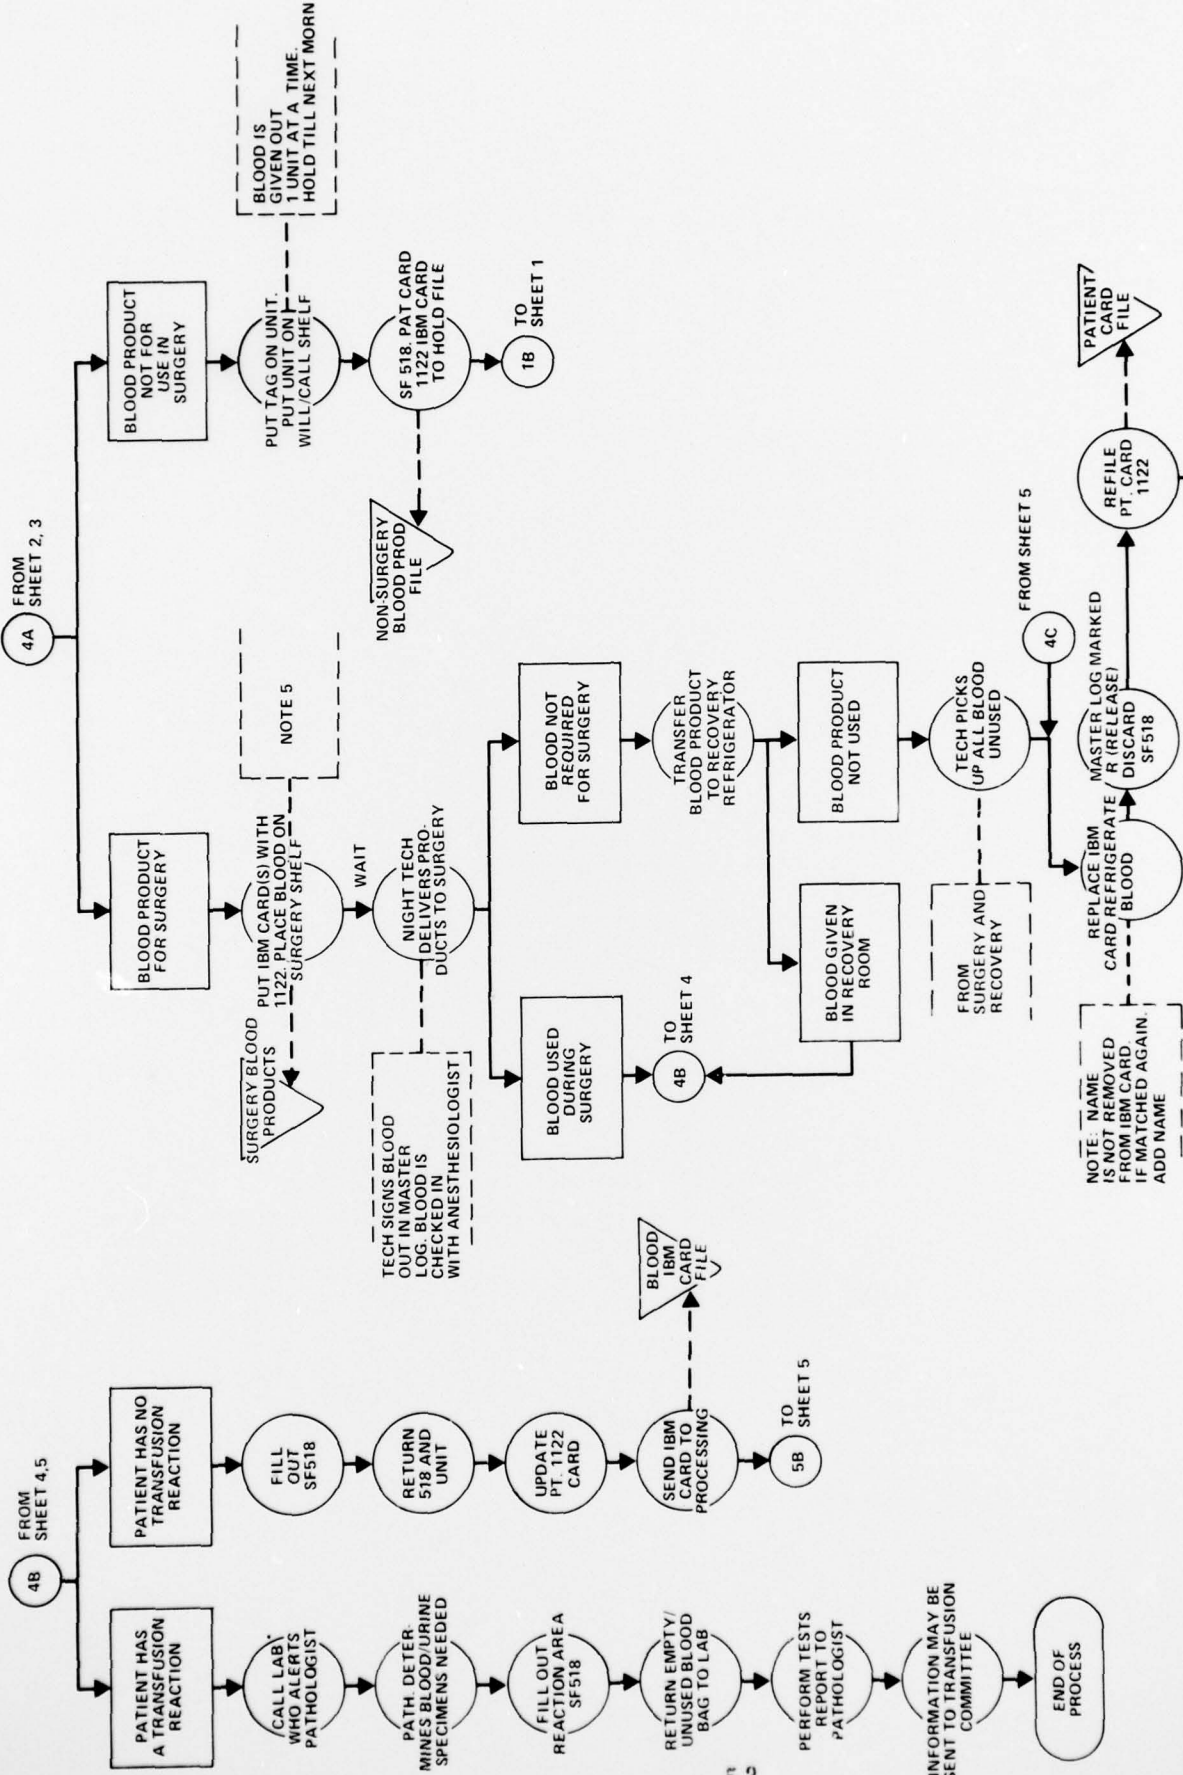 4B
FROM
SHEET 4,5
PATIENT HAS
A TRANSFUSION
REACTION
CALL LAB
WHO ALERTS
PATHOLOGIST
PATH. DETER-
MINES BLOOD/URINE
SPECIMENS NEEDED
FILL OUT
REACTION AREA
SF518
RETURN EMPTY/
UNUSED BLOOD
BAG TO LAB
PERFORM TESTS
REPORT TO
PATHOLOGIST
INFORMATION MAY BE
SENT TO TRANSFUSION
COMMITTEE
END OF
PROCESS
PATIENT HAS NO
TRANSFUSION
REACTION
FILL
OUT
SF518
RETURN
518 AND
UNIT
UPDATE
PT. 1122
CARD
SEND IBM
CARD TO
PROCESSING
BLOOD
IBM
CARD
FILE
5B
TO
SHEET 5
4A
FROM
SHEET 2, 3
BLOOD PRODUCT
FOR SURGERY
PUT IBM CARD(S) WITH
1122. PLACE BLOOD ON
SURGERY SHELF
NOTE 5
SURGERY BLOOD
PRODUCTS
WAIT
NIGHT TECH
DELIVERS PRO-
DUCTS TO SURGERY
TECH SIGNS BLOOD
OUT IN MASTER
LOG. BLOOD IS
CHECKED IN
WITH ANESTHESIOLOGIST
BLOOD USED
DURING
SURGERY
4B
TO
SHEET 4
BLOOD NOT
REQUIRED
FOR SURGERY
TRANSFER
BLOOD PRODUCT
TO RECOVERY
REFRIGERATOR
BLOOD GIVEN
IN RECOVERY
ROOM
BLOOD PRODUCT
NOT USED
TECH PICKS
UP ALL BLOOD
UNUSED
FROM
SURGERY AND
RECOVERY
4C
FROM SHEET 5
REPLACE IBM
CARD REFRIGERATE
BLOOD
NOTE: NAME
IS NOT REMOVED
FROM IBM CARD.
IF MATCHED AGAIN.
ADD NAME
MASTER LOG MARKED
R (RELEASE)
DISCARD
SF518
REFILE
PT. CARD
1122
PATIENT/
CARD
FILE
BLOOD PRODUCT
NOT FOR
USE IN
SURGERY
PUT TAG ON UNIT.
PUT UNIT ON
WILL/CALL SHELF
BLOOD IS
GIVEN OUT
1 UNIT AT A TIME.
HOLD TILL NEXT MORN
SF 518. PAT CARD
1122 IBM CARD
TO HOLD FILE
NON-SURGERY
BLOOD PROD
FILE
1B
TO
SHEET 1